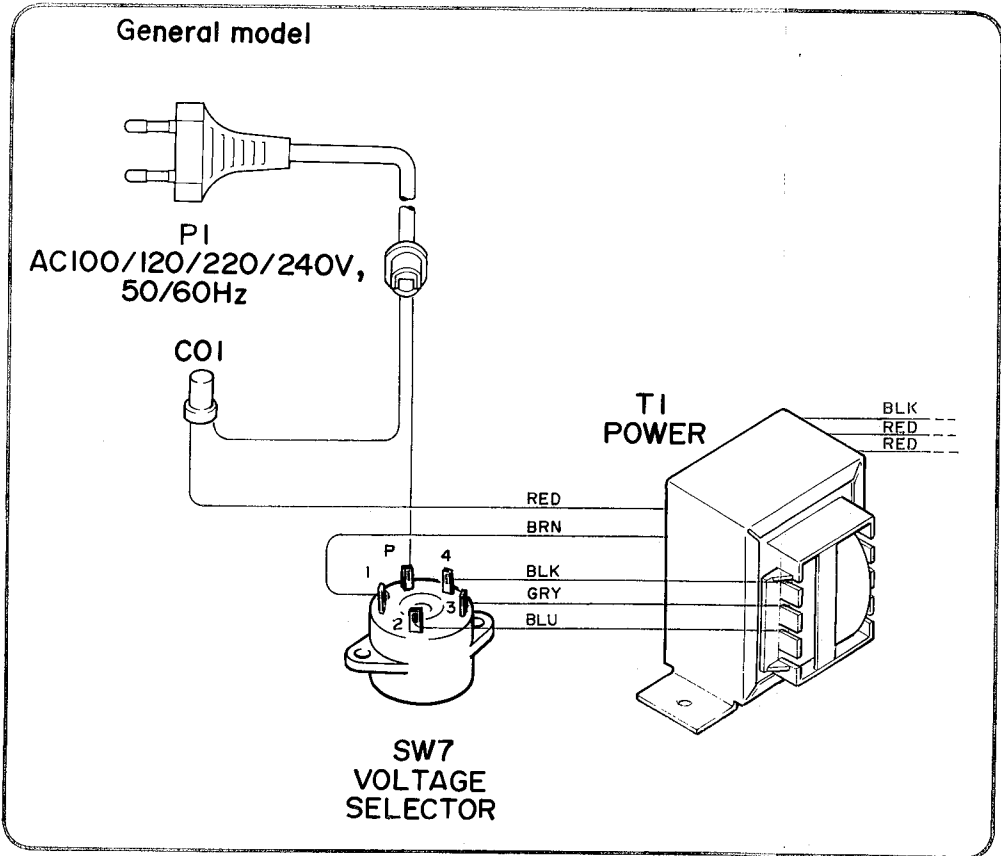 General model
P1
AC100/120/220/240V,
50/60Hz
CO1
T1
POWER
BLK
RED
RED
RED
BRN
P
4
1
BLK
GRY
3
2
BLU
SW7
VOLTAGE
SELECTOR